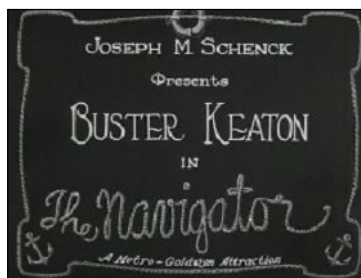 JOSEPH M. SCHENCK
Presents
BUSTER KEATON
IN
The Navigator
A Metro-Goldwyn Attraction